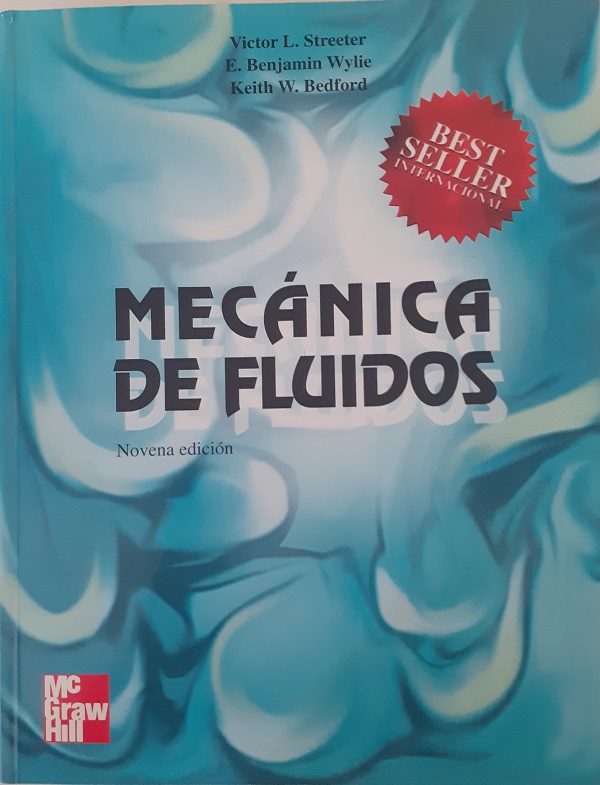 Victor L. Streeter
E. Benjamin Wylie
Keith W. Bedford
BEST
SELLER
INTERNACIONAL
MECÁNICA
DE FLUIDOS
Novena edición
Mc
Graw
Hill